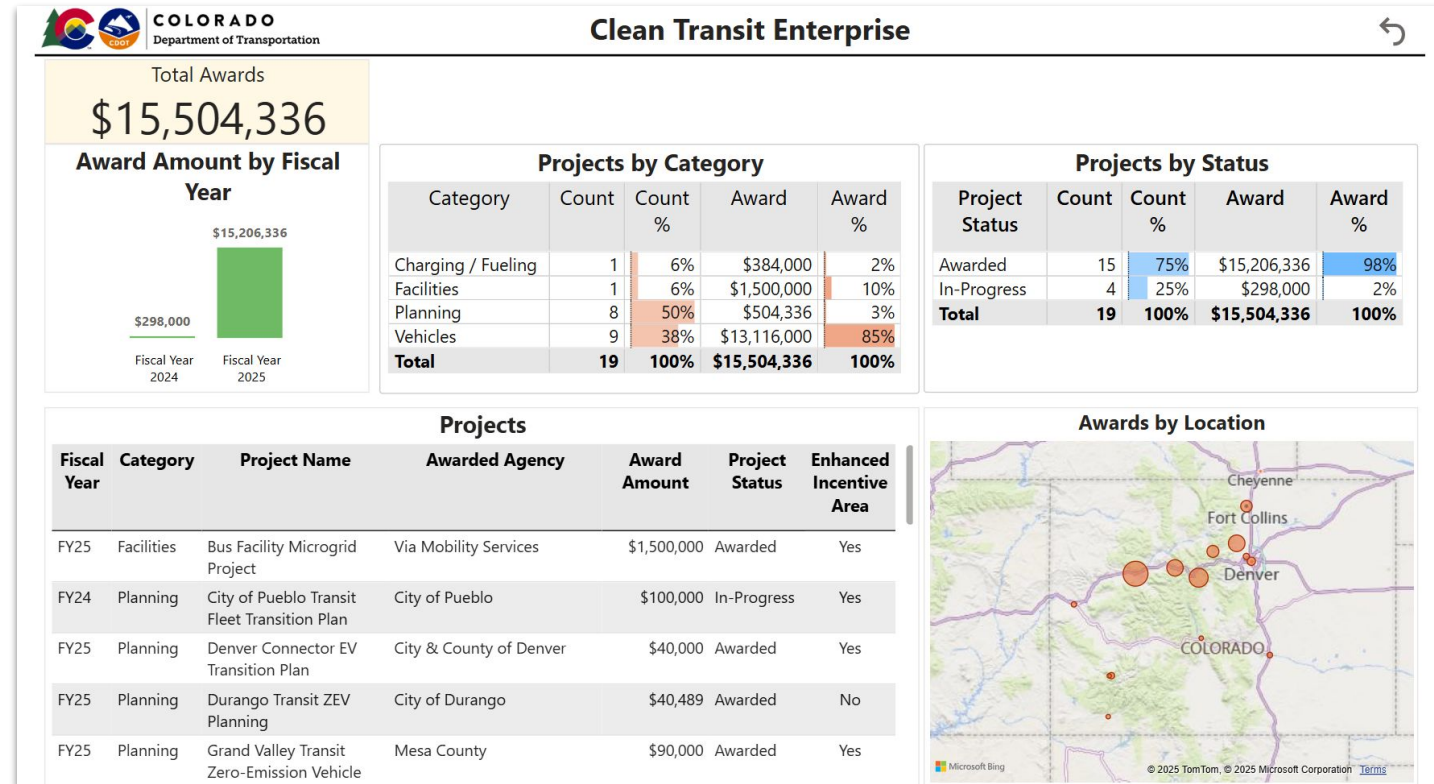 COLORADO
Department of Transportation
CDOT
Clean Transit Enterprise
Total Awards
$15,504,336
Award Amount by Fiscal
Year
$15,206,336
$298,000
Fiscal Year
2024
Fiscal Year
2025
Projects by Category
Category Count Count % Award Award %
Charging / Fueling 1 6% $384,000 2%
Facilities 1 6% $1,500,000 10%
Planning 8 50% $504,336 3%
Vehicles 9 38% $13,116,000 85%
Total 19 100% $15,504,336 100%
Projects by Status
Project Status Count Count % Award Award %
Awarded 15 75% $15,206,336 98%
In-Progress 4 25% $298,000 2%
Total 19 100% $15,504,336 100%
Projects
Fiscal Year Category Project Name Awarded Agency Award Amount Project Status Enhanced Incentive Area
FY25 Facilities Bus Facility Microgrid Via Mobility Services $1,500,000 Awarded Yes
Project
FY24 Planning City of Pueblo Transit City of Pueblo $100,000 In-Progress Yes
Fleet Transition Plan
FY25 Planning Denver Connector EV City & County of Denver $40,000 Awarded Yes
Transition Plan
FY25 Planning Durango Transit ZEV City of Durango $40,489 Awarded No
Planning
FY25 Planning Grand Valley Transit Mesa County $90,000 Awarded Yes
Zero-Emission Vehicle
Awards by Location
Cheyenne
Fort Collins
Denver
COLORADO
Microsoft Bing
© 2025 TomTom, © 2025 Microsoft Corporation Terms